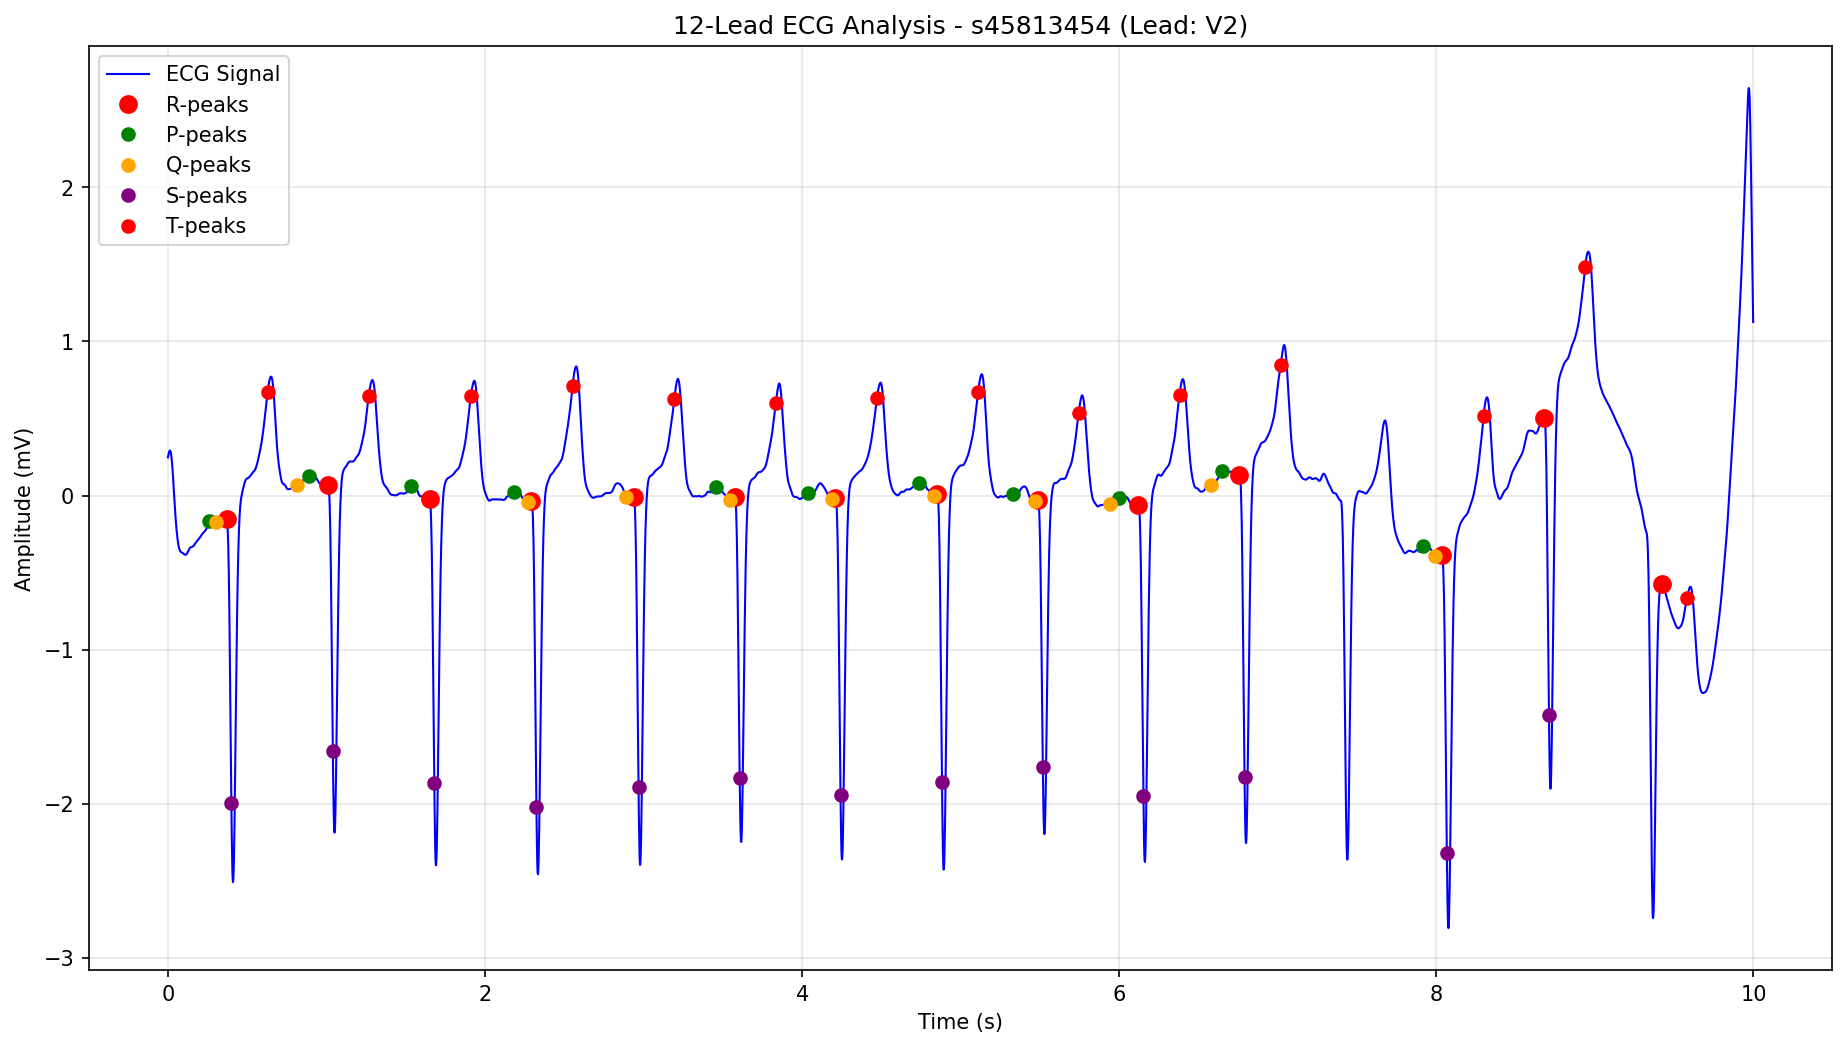 12-Lead ECG Analysis - s45813454 (Lead: V2)
ECG Signal
R-peaks
P-peaks
Q-peaks
S-peaks
T-peaks
Amplitude (mV)
2
1
0
−1
−2
−3
0 2 4 6 8 10
Time (s)